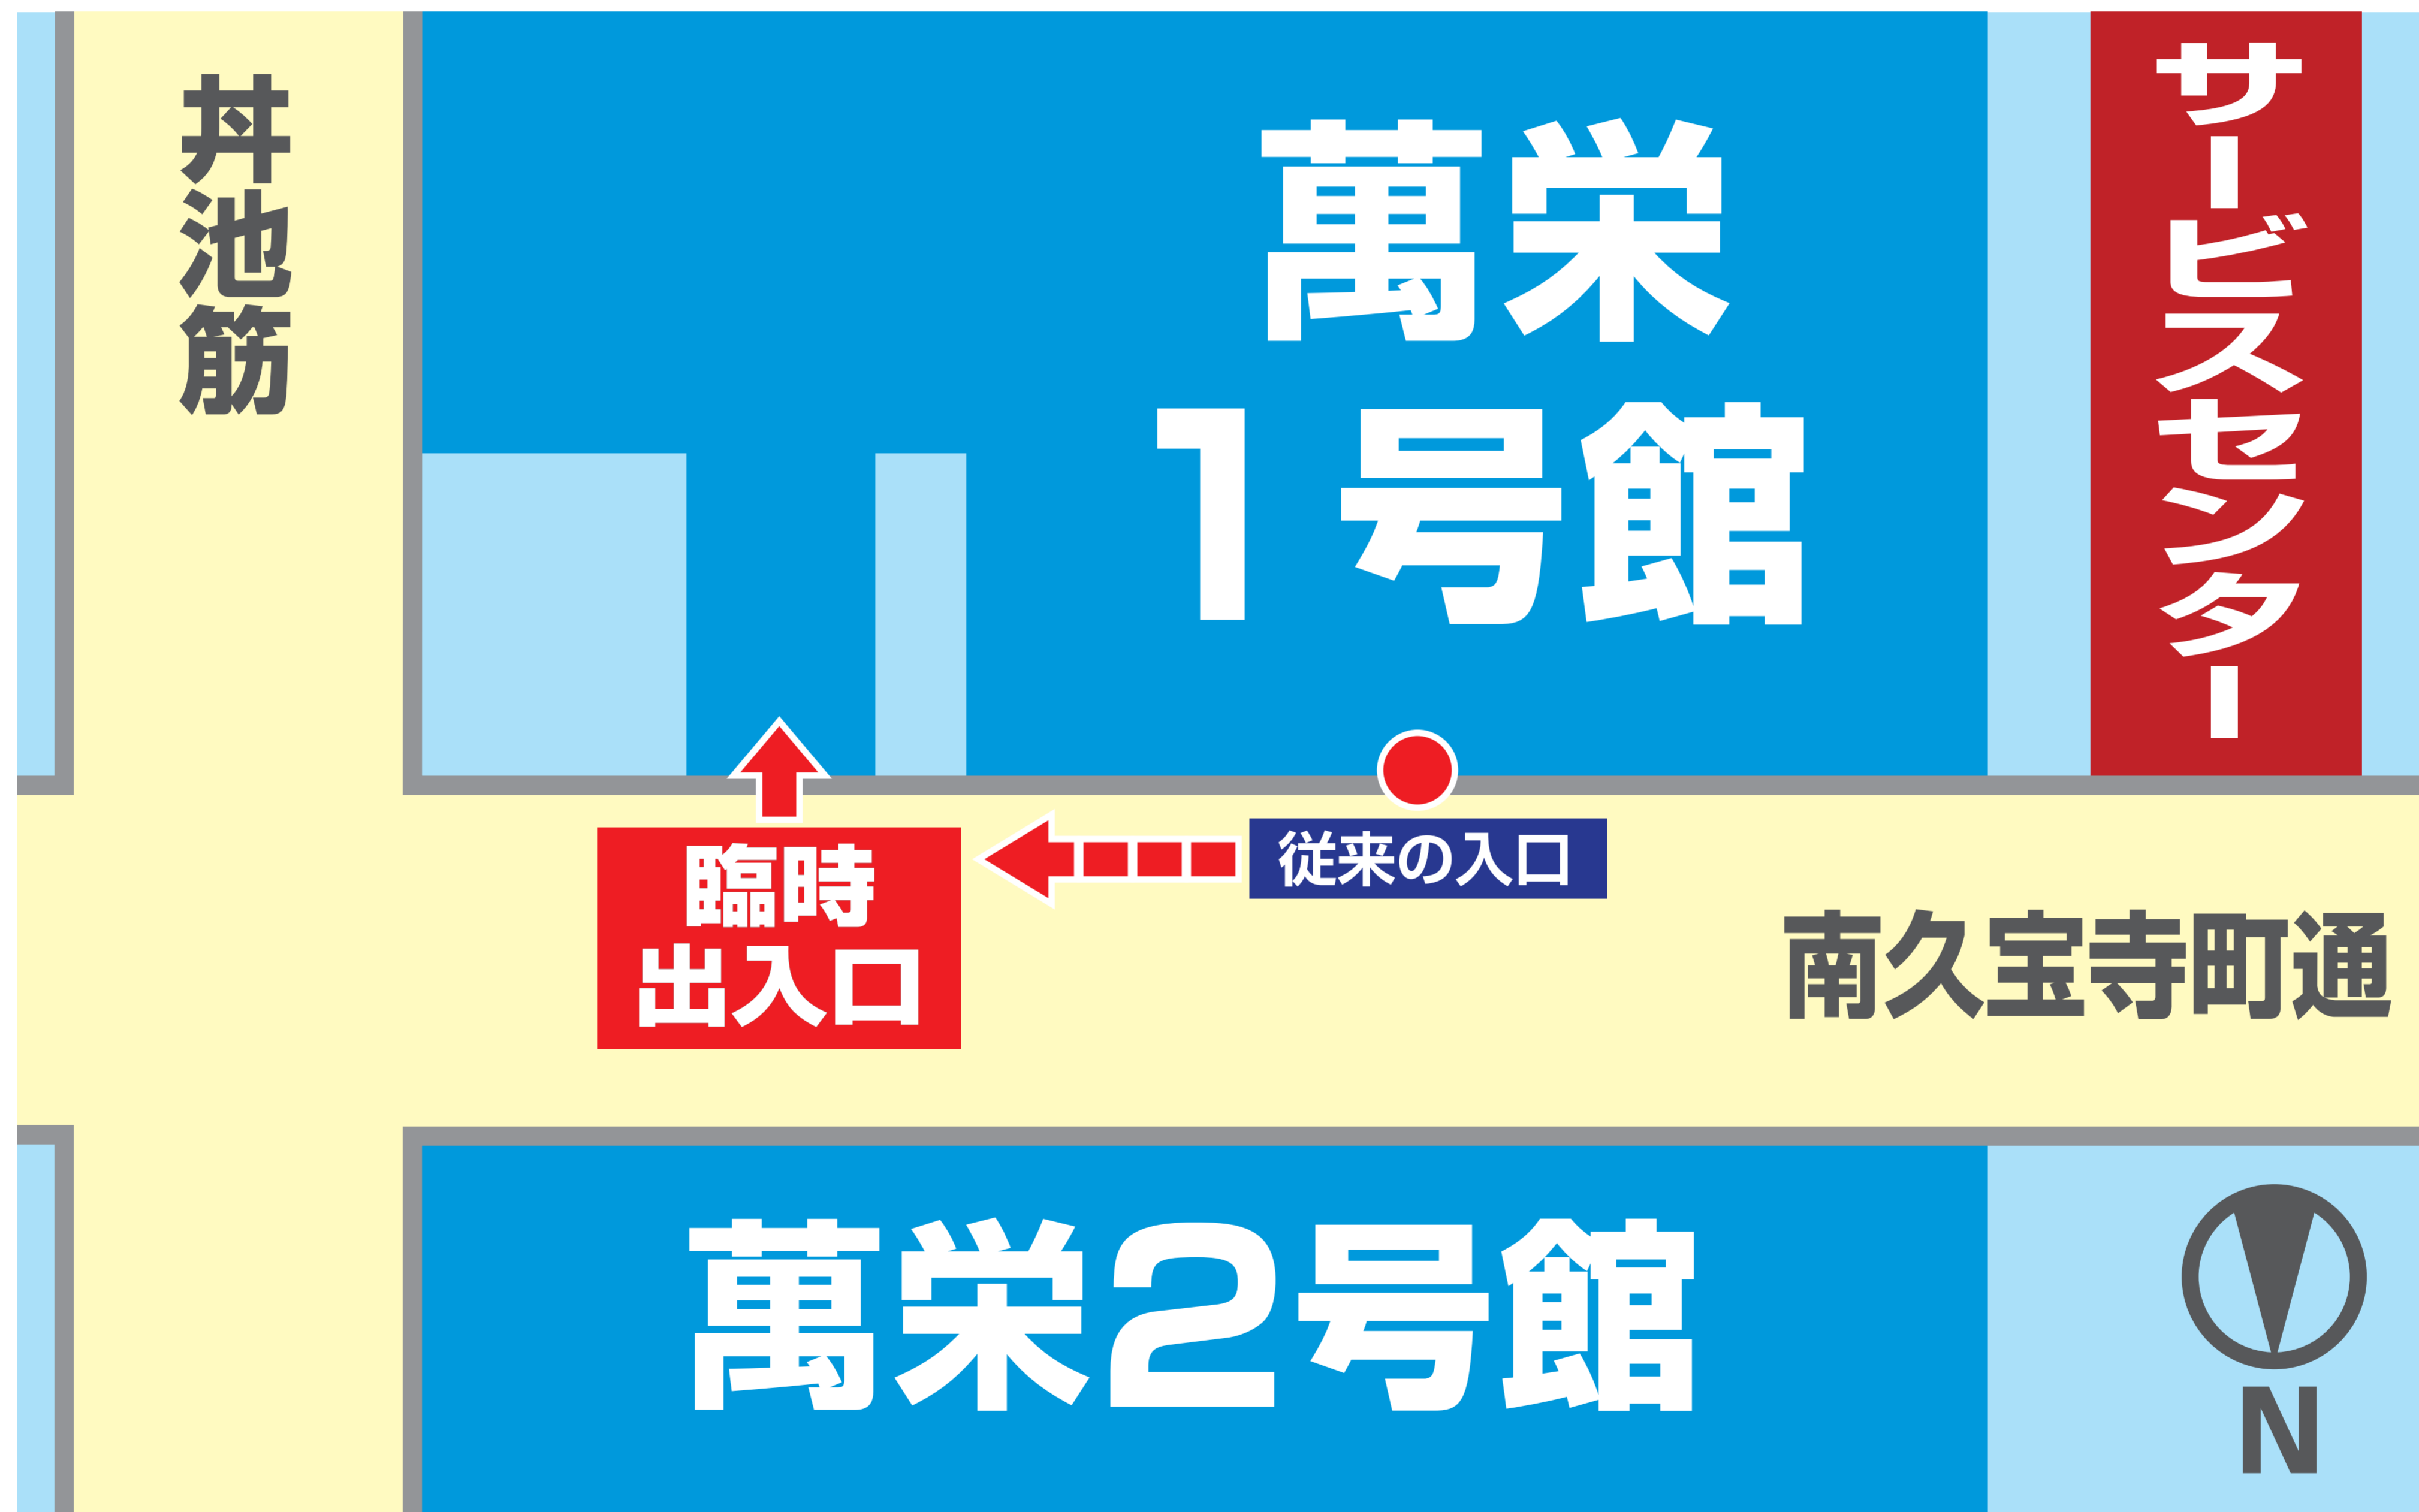 丼池筋
萬栄
1号館
サービスセンター
従来の入口
臨時
出入口
南久宝寺町通
萬栄2号館
N